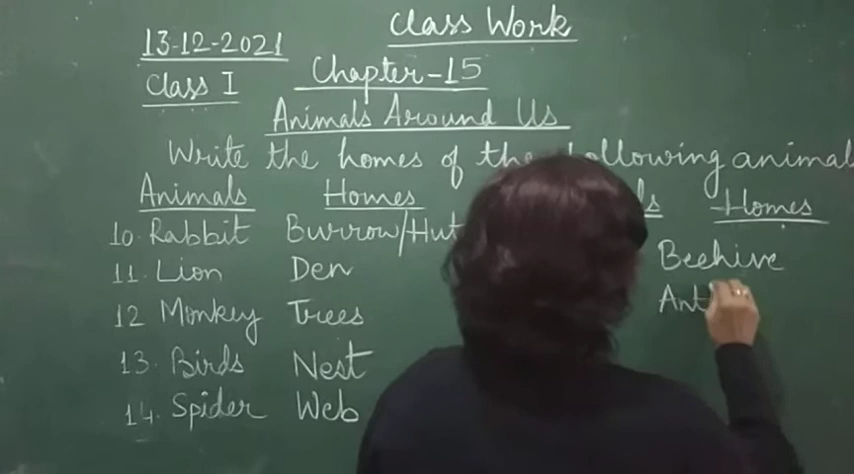 Class Work
13-12-2021
Class I
Chapter-15
Animals Around Us
Write the homes of the following animal
Animals Homes
10. Rabbit Burrow/Hut
11. Lion Den
12 Monkey Trees
13. Birds Nest
14. Spider Web
Homes
Beehive
Ant